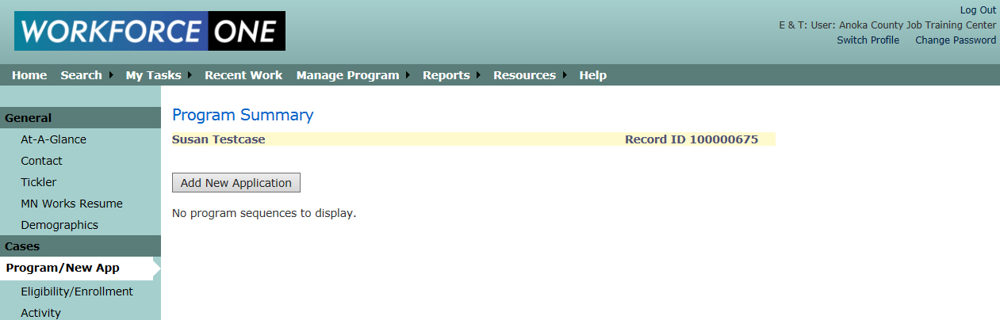 WORKFORCE ONE
Log Out
E & T: User: Anoka County Job Training Center
Switch Profile Change Password
Home Search My Tasks Recent Work Manage Program Reports Resources Help
General
At-A-Glance
Contact
Tickler
MN Works Resume
Demographics
Cases
Program/New App
Eligibility/Enrollment
Activity
Program Summary
Susan Testcase Record ID 100000675
Add New Application
No program sequences to display.